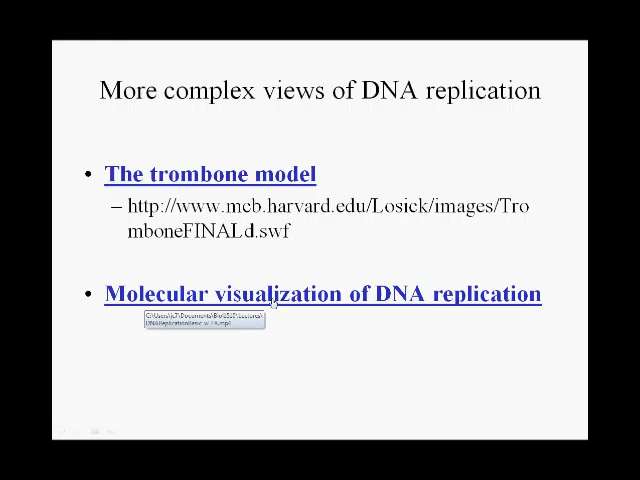 More complex views of DNA replication
• The trombone model
– http://www.mcb.harvard.edu/Losick/images/Tro
mboneFINALd.swf
• Molecular visualization of DNA replication